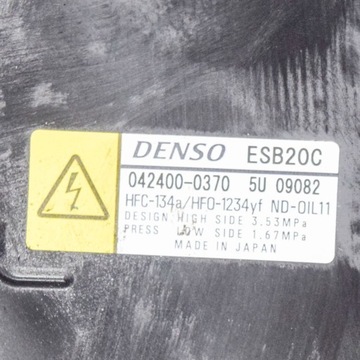 DENSO ESB20C
042400-0370 5U 09082
HFC-134a/HFO-1234yf ND-OIL11
DESIGN HIGH SIDE 3.53MPa
PRESS LOW SIDE 1.67MPa
MADE IN JAPAN